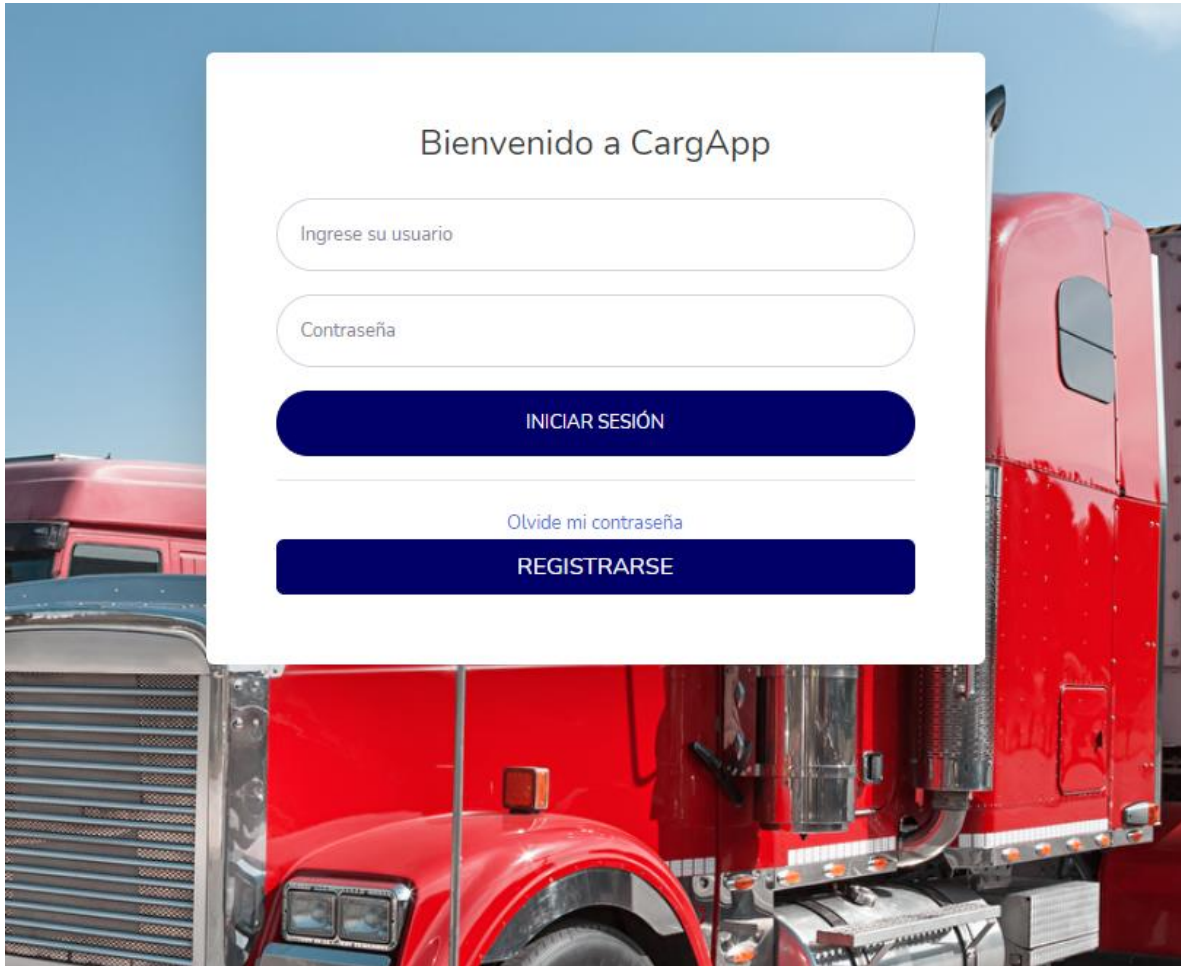 Bienvenido a CargApp
Ingrese su usuario
Contraseña
INICIAR SESIÓN
Olvide mi contraseña
REGISTRARSE